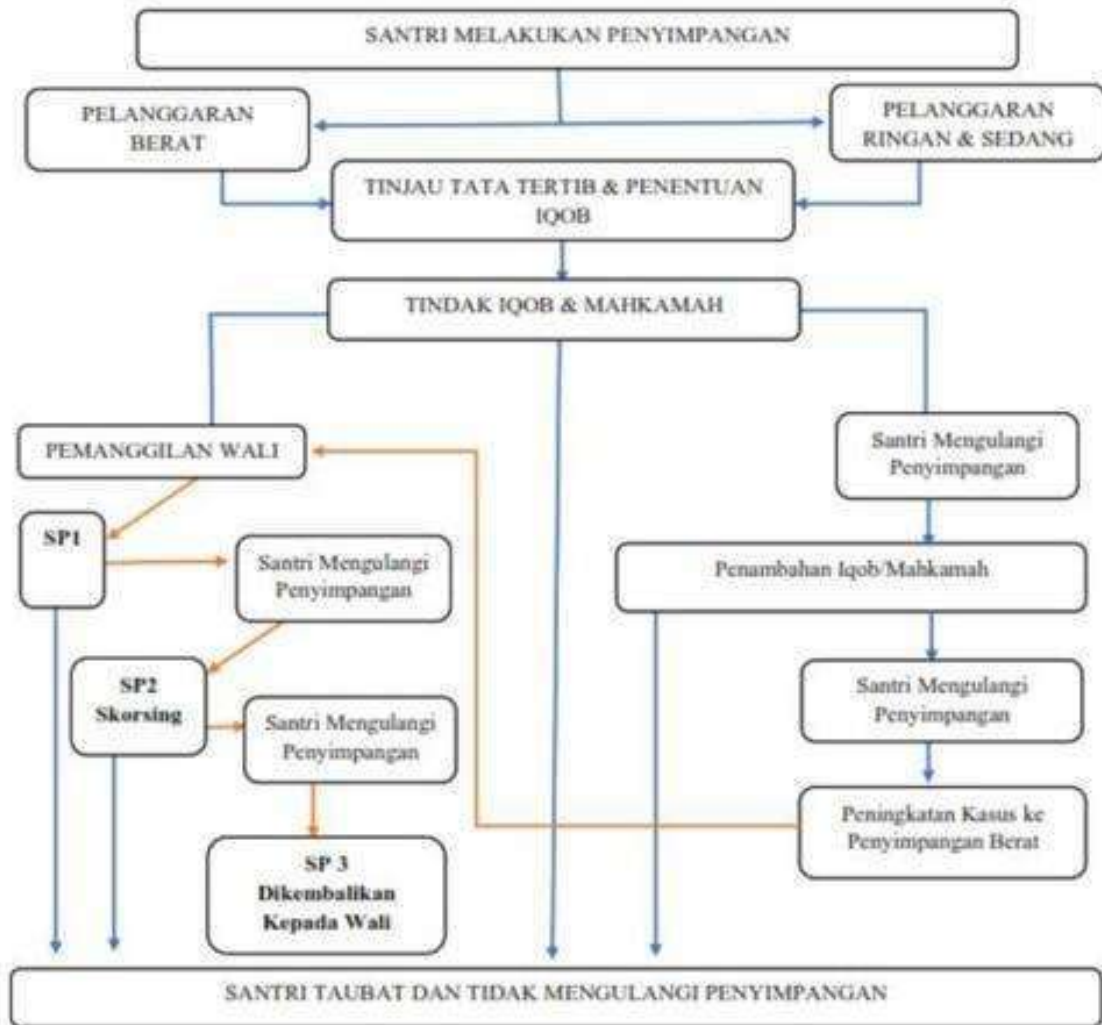 SANTRI MELAKUKAN PENYIMPANGAN
PELANGGARAN
BERAT
PELANGGARAN
RINGAN & SEDANG
TINJAU TATA TERTIB & PENENTUAN
IQOB
TINDAK IQOB & MAHKAMAH
PEMANGGILAN WALI
Santri Mengulangi
Penyimpangan
SP1
Santri Mengulangi
Penyimpangan
Penambahan Iqob/Mahkamah
SP2
Skorsing
Santri Mengulangi
Penyimpangan
Santri Mengulangi
Penyimpangan
Peningkatan Kasus ke
Penyimpangan Berat
SP 3
Dikembalikan
Kepada Wali
SANTRI TAUBAT DAN TIDAK MENGULANGI PENYIMPANGAN